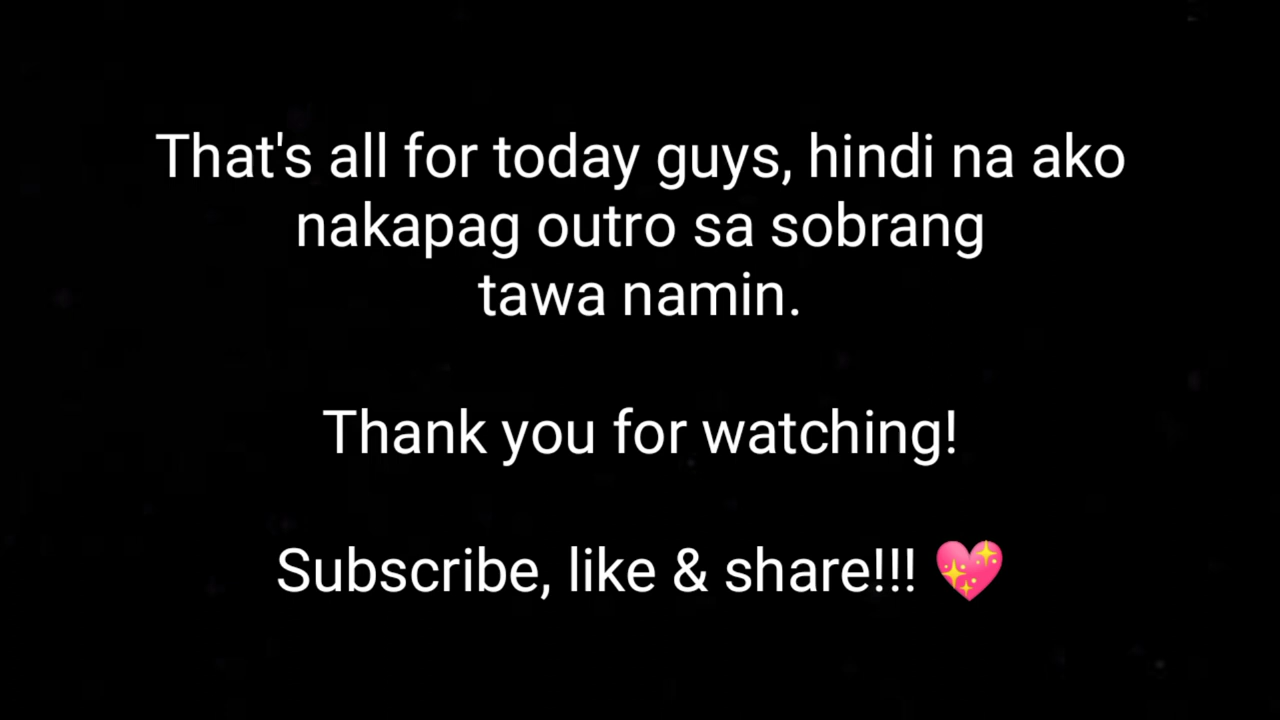 That's all for today guys, hindi na ako
nakapag outro sa sobrang
tawa namin.
Thank you for watching!
Subscribe, like & share!!! 💖